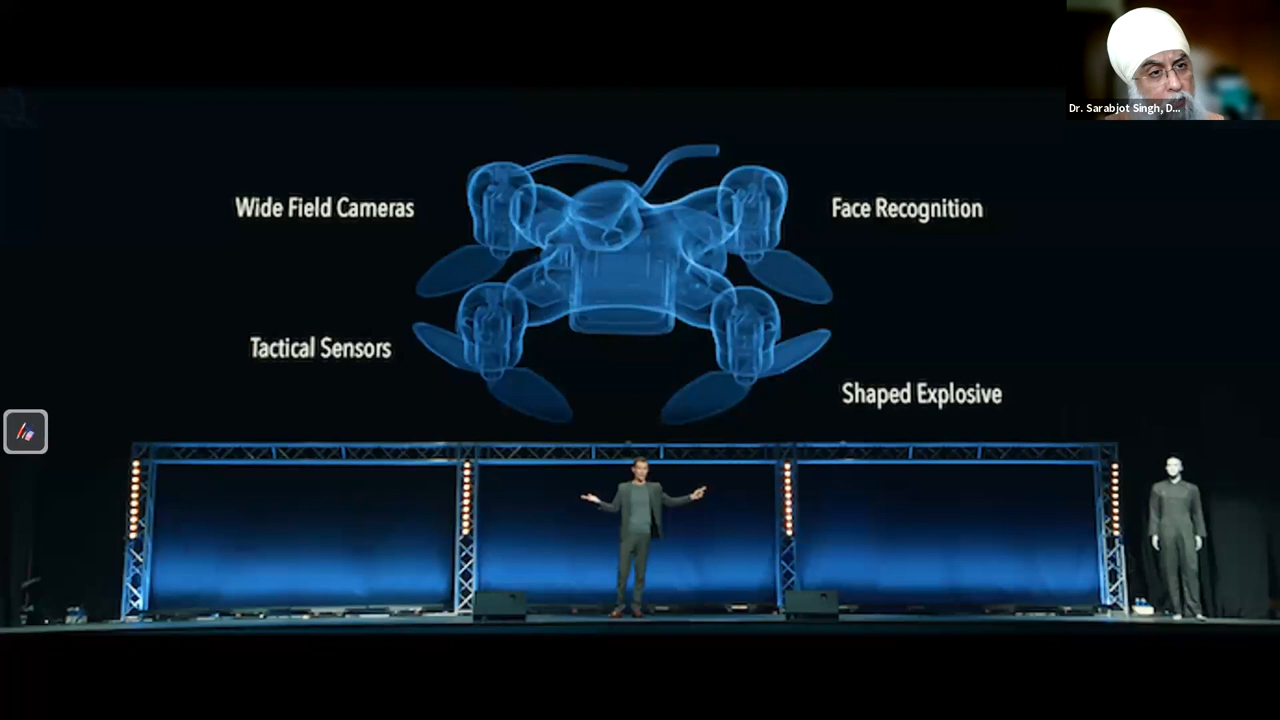 Dr. Sarabjot Singh, D...
Wide Field Cameras
Face Recognition
Tactical Sensors
Shaped Explosive